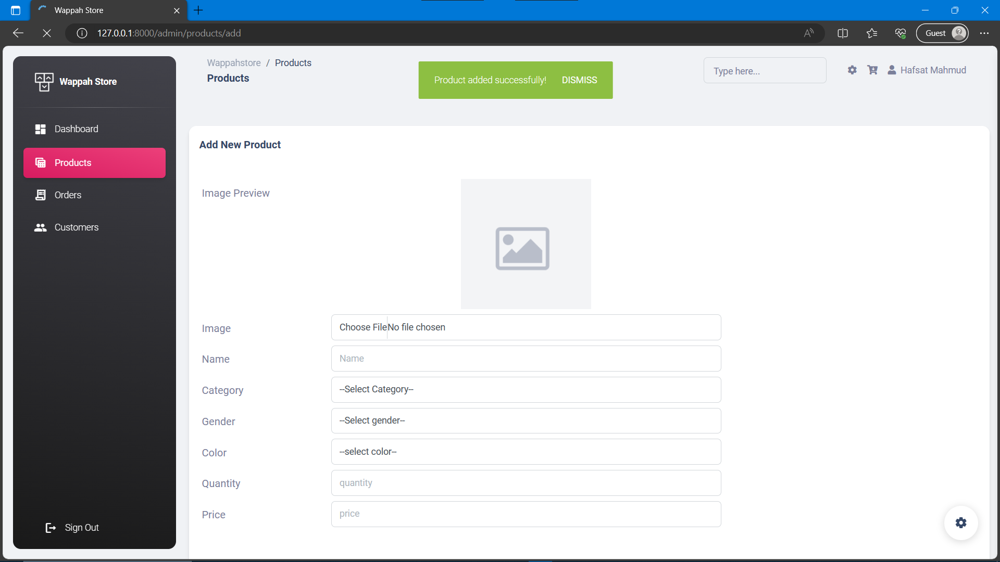 Wappah Store
127.0.0.1:8000/admin/products/add
Guest
Wappah Store
Dashboard
Products
Orders
Customers
Sign Out
Wappahstore / Products
Products
Product added successfully! DISMISS
Type here...
Hafsat Mahmud
Add New Product
Image Preview
Image Choose File No file chosen
Name Name
Category --Select Category--
Gender --Select gender--
Color --select color--
Quantity quantity
Price price